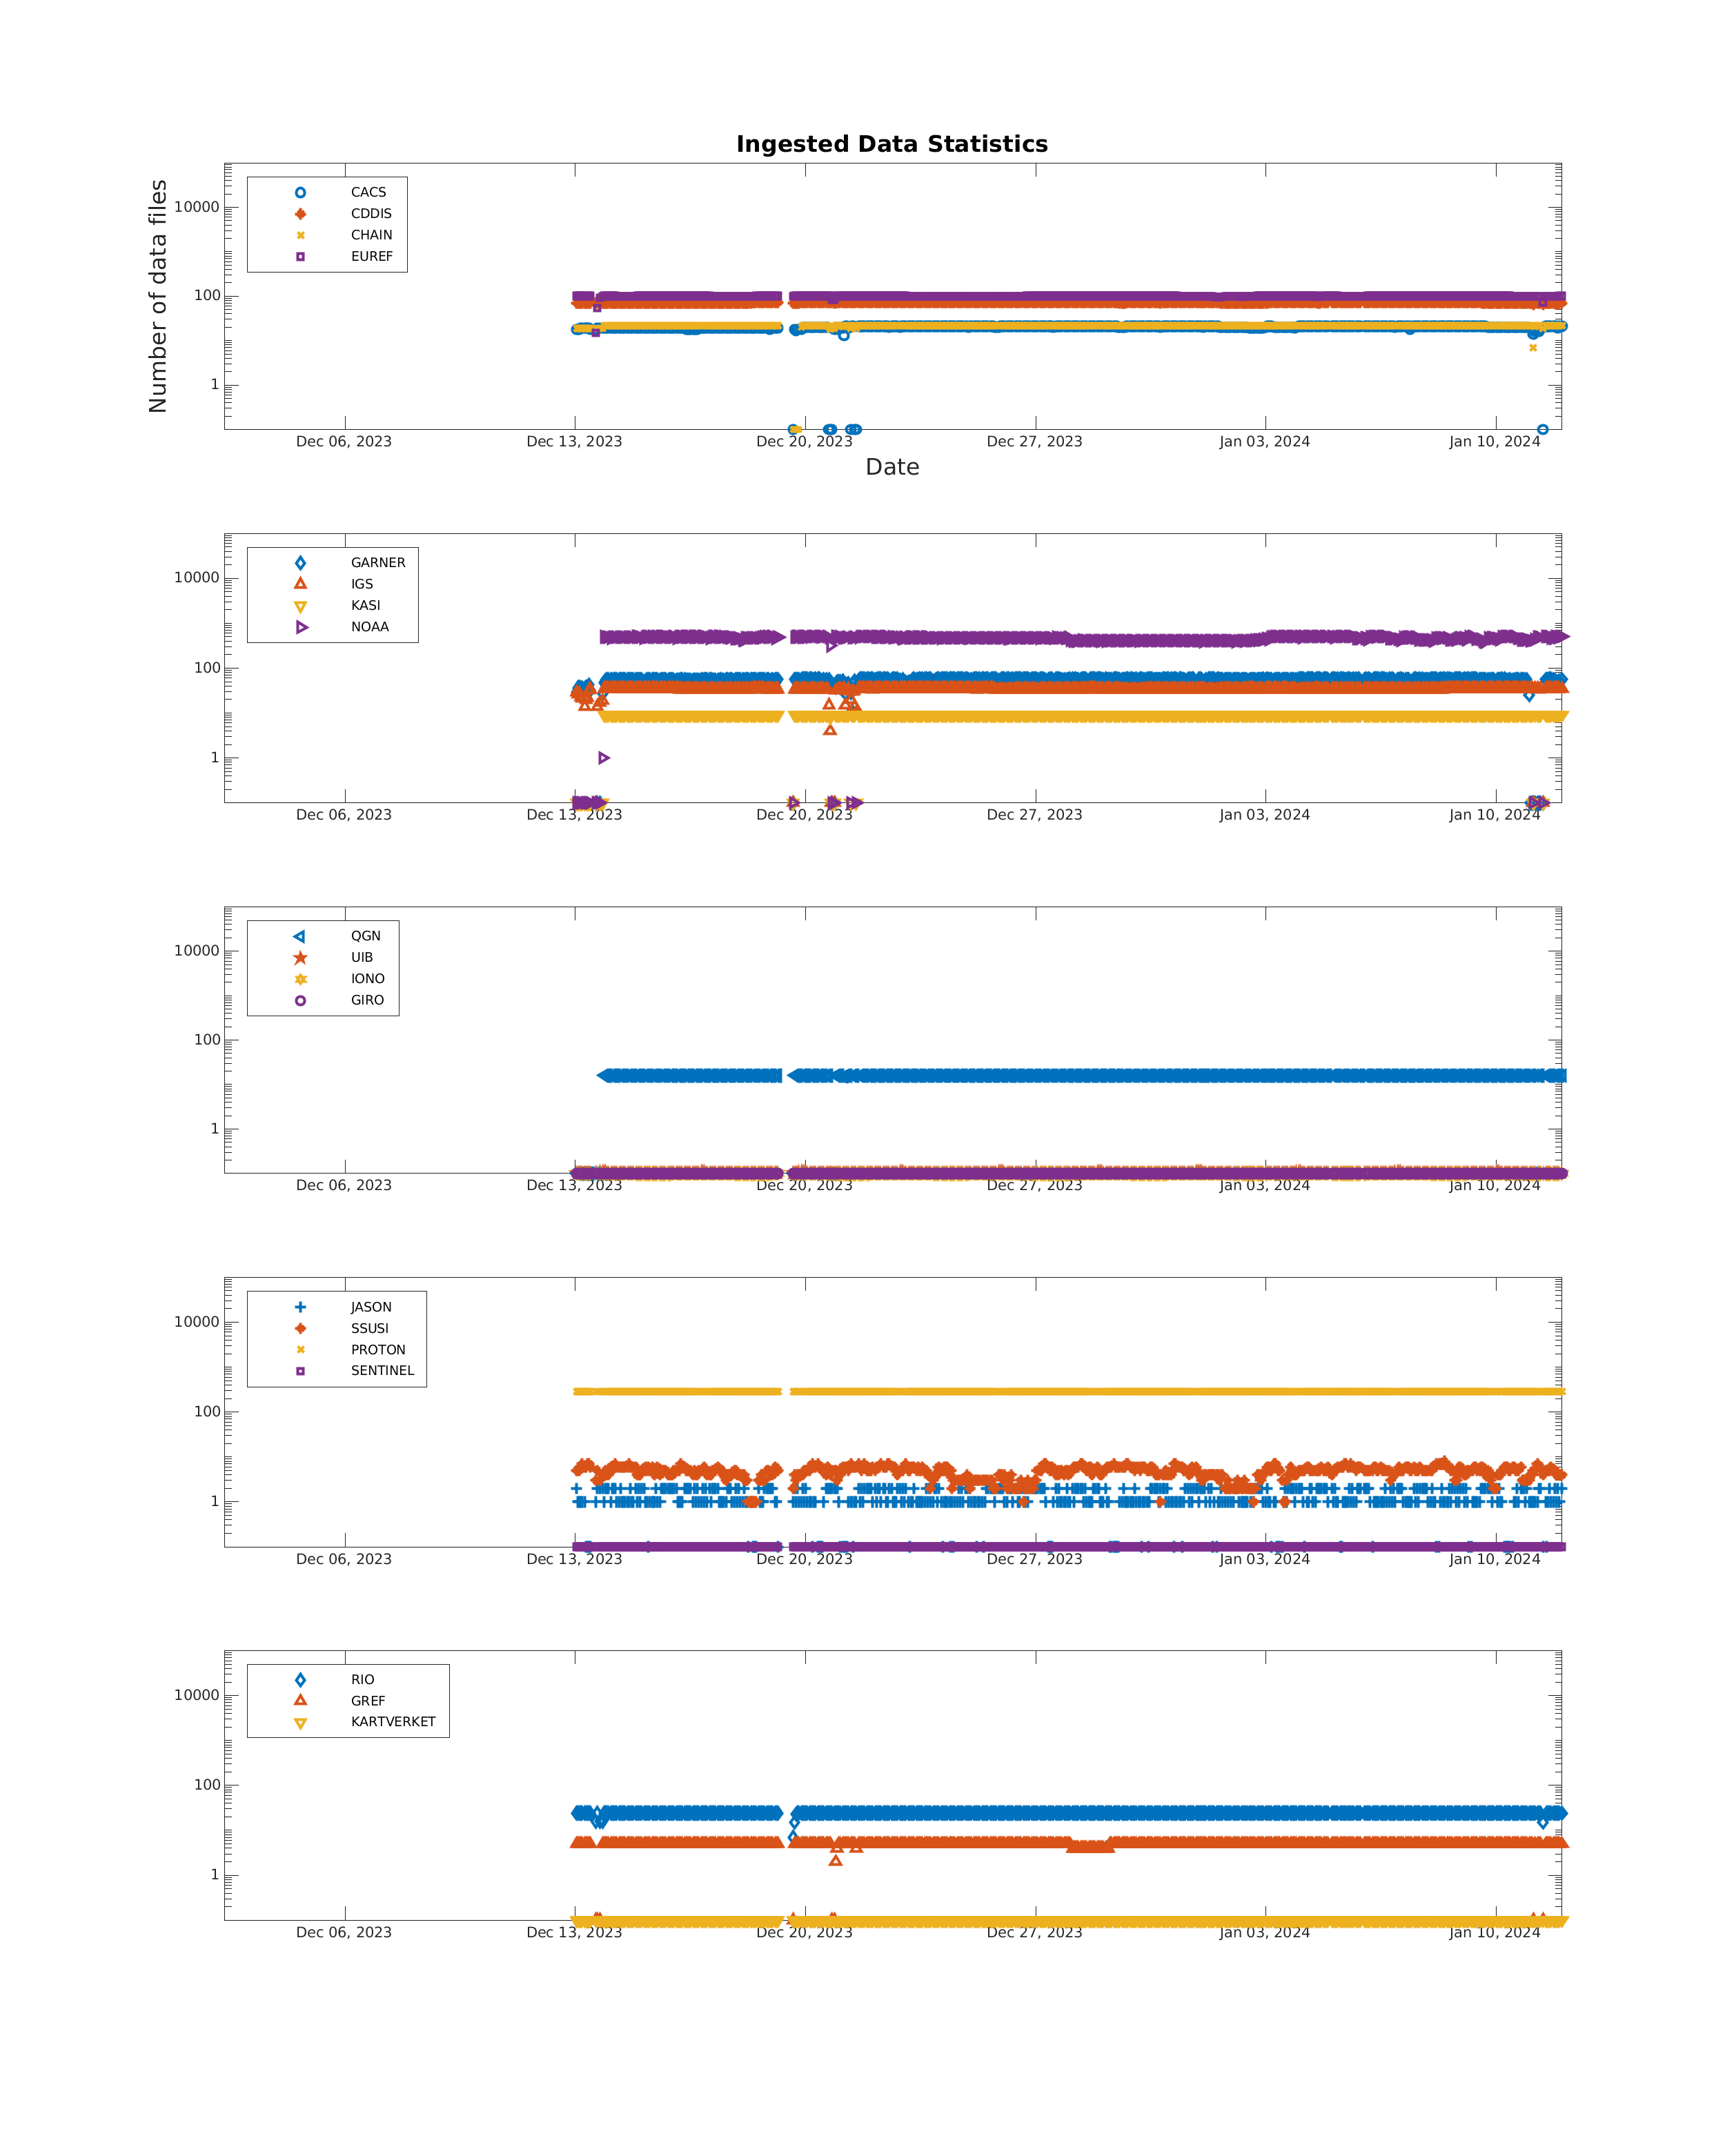 Ingested Data Statistics
Number of data files
10000
100
1
CACS
CDDIS
CHAIN
EUREF
Dec 06, 2023
Dec 13, 2023
Dec 20, 2023
Dec 27, 2023
Jan 03, 2024
Jan 10, 2024
Date
10000
100
1
GARNER
IGS
KASI
NOAA
Dec 06, 2023
Dec 13, 2023
Dec 20, 2023
Dec 27, 2023
Jan 03, 2024
Jan 10, 2024
10000
100
1
QGN
UIB
IONO
GIRO
Dec 06, 2023
Dec 13, 2023
Dec 20, 2023
Dec 27, 2023
Jan 03, 2024
Jan 10, 2024
10000
100
1
JASON
SSUSI
PROTON
SENTINEL
Dec 06, 2023
Dec 13, 2023
Dec 20, 2023
Dec 27, 2023
Jan 03, 2024
Jan 10, 2024
10000
100
1
RIO
GREF
KARTVERKET
Dec 06, 2023
Dec 13, 2023
Dec 20, 2023
Dec 27, 2023
Jan 03, 2024
Jan 10, 2024